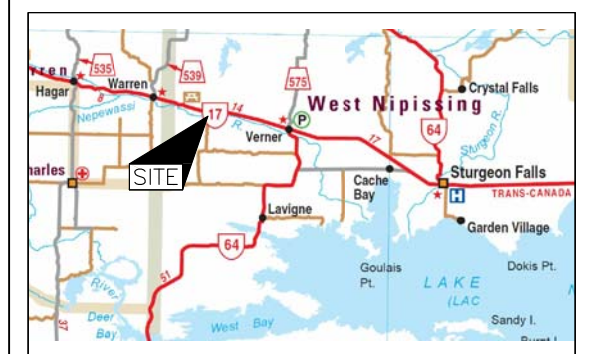 535
539
575
rren
Hagar
8
Warren
Nepewassi
17
14
R.
P
Verner
West Nipissing
17
64
Crystal Falls
Sturgeon R.
Sturgeon Falls
H
TRANS-CANADA
harles
SITE
Cache
Bay
Garden Village
Lavigne
64
51
Goulais
Pt.
LAKE
(LAC
Dokis Pt.
River
Deer
Bay
37
West Bay
Sandy I.